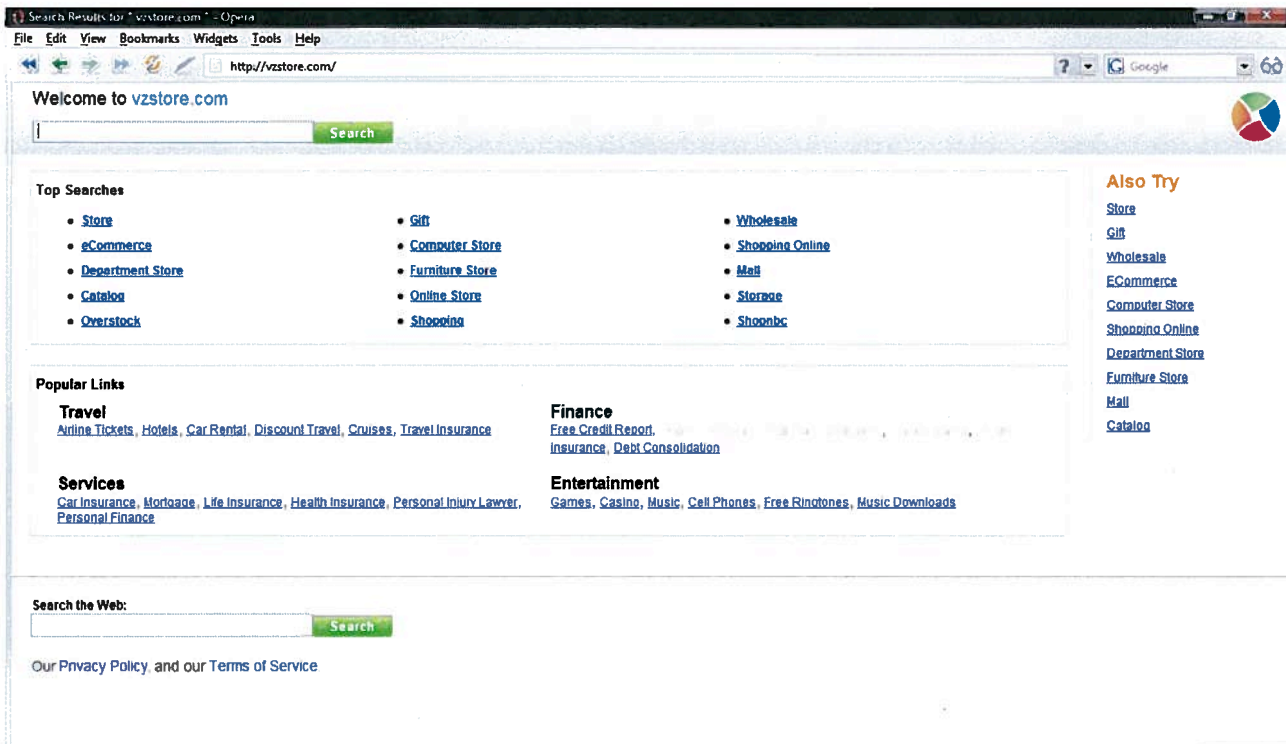 Search Results for " vzstore.com " - Opera
File Edit View Bookmarks Widgets Tools Help
http://vzstore.com/ ? G Google
Welcome to vzstore.com
Search
Top Searches
Store
eCommerce
Department Store
Catalog
Overstock
Gift
Computer Store
Furniture Store
Online Store
Shopping
Wholesale
Shopping Online
Mall
Storage
Shopnbc
Also Try
Store
Gift
Wholesale
ECommerce
Computer Store
Shopping Online
Department Store
Furniture Store
Mall
Catalog
Popular Links
Travel
Airline Tickets, Hotels, Car Rental, Discount Travel, Cruises, Travel Insurance
Finance
Free Credit Report,
Insurance, Debt Consolidation
Services
Car Insurance, Mortgage, Life Insurance, Health Insurance, Personal Injury Lawyer,
Personal Finance
Entertainment
Games, Casino, Music, Cell Phones, Free Ringtones, Music Downloads
Search the Web:
Search
Our Privacy Policy, and our Terms of Service